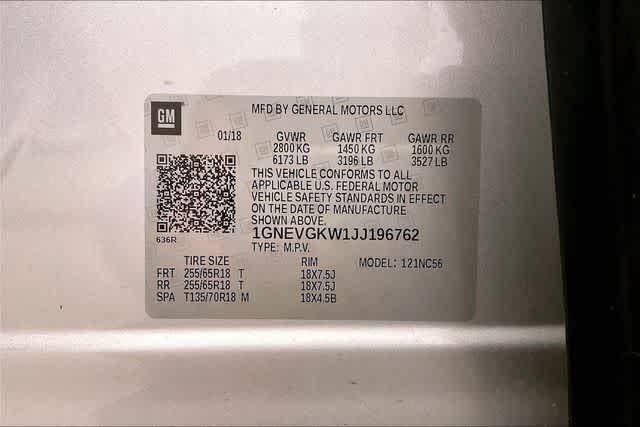 GM
MFD BY GENERAL MOTORS LLC
01/18 GVWR GAWR FRT GAWR RR
2800 KG 1450 KG 1600 KG
6173 LB 3196 LB 3527 LB
THIS VEHICLE CONFORMS TO ALL
APPLICABLE U.S. FEDERAL MOTOR
VEHICLE SAFETY STANDARDS IN EFFECT
ON THE DATE OF MANUFACTURE
SHOWN ABOVE.
636R
1GNEVGKW1JJ196762
TYPE: M.P.V.
TIRE SIZE RIM MODEL: 121NC56
FRT 255/65R18 T 18X7.5J
RR 255/65R18 T 18X7.5J
SPA T135/70R18 M 18X4.5B